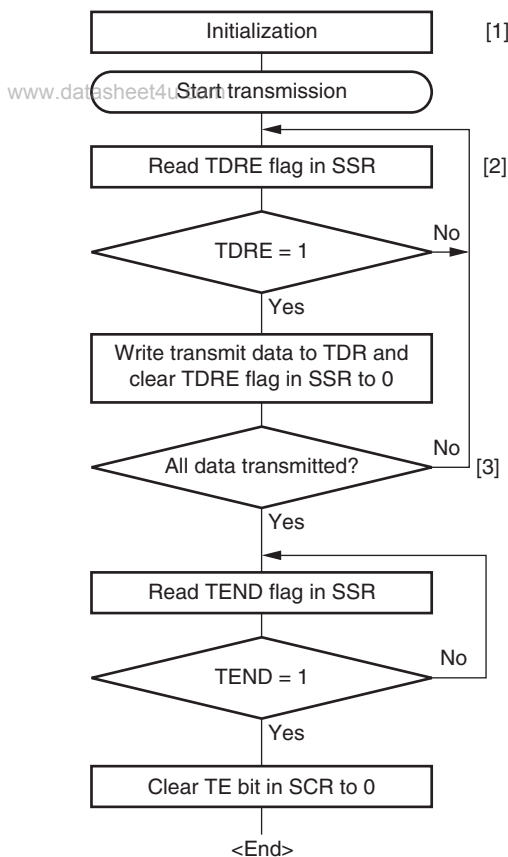 Initialization
[1]
www.datasheet4u.com
Start transmission
Read TDRE flag in SSR
[2]
TDRE = 1
No
Yes
Write transmit data to TDR and
clear TDRE flag in SSR to 0
All data transmitted?
No
[3]
Yes
Read TEND flag in SSR
TEND = 1
No
Yes
Clear TE bit in SCR to 0
<End>